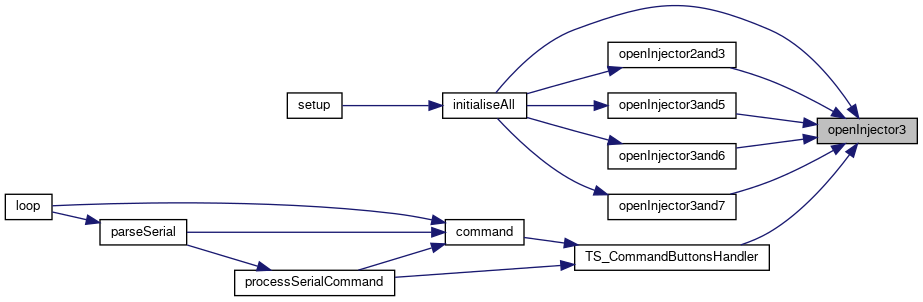 openInjector2and3
setup
initialiseAll
openInjector3and5
openInjector3
openInjector3and6
loop
openInjector3and7
parseSerial
command
TS_CommandButtonsHandler
processSerialCommand